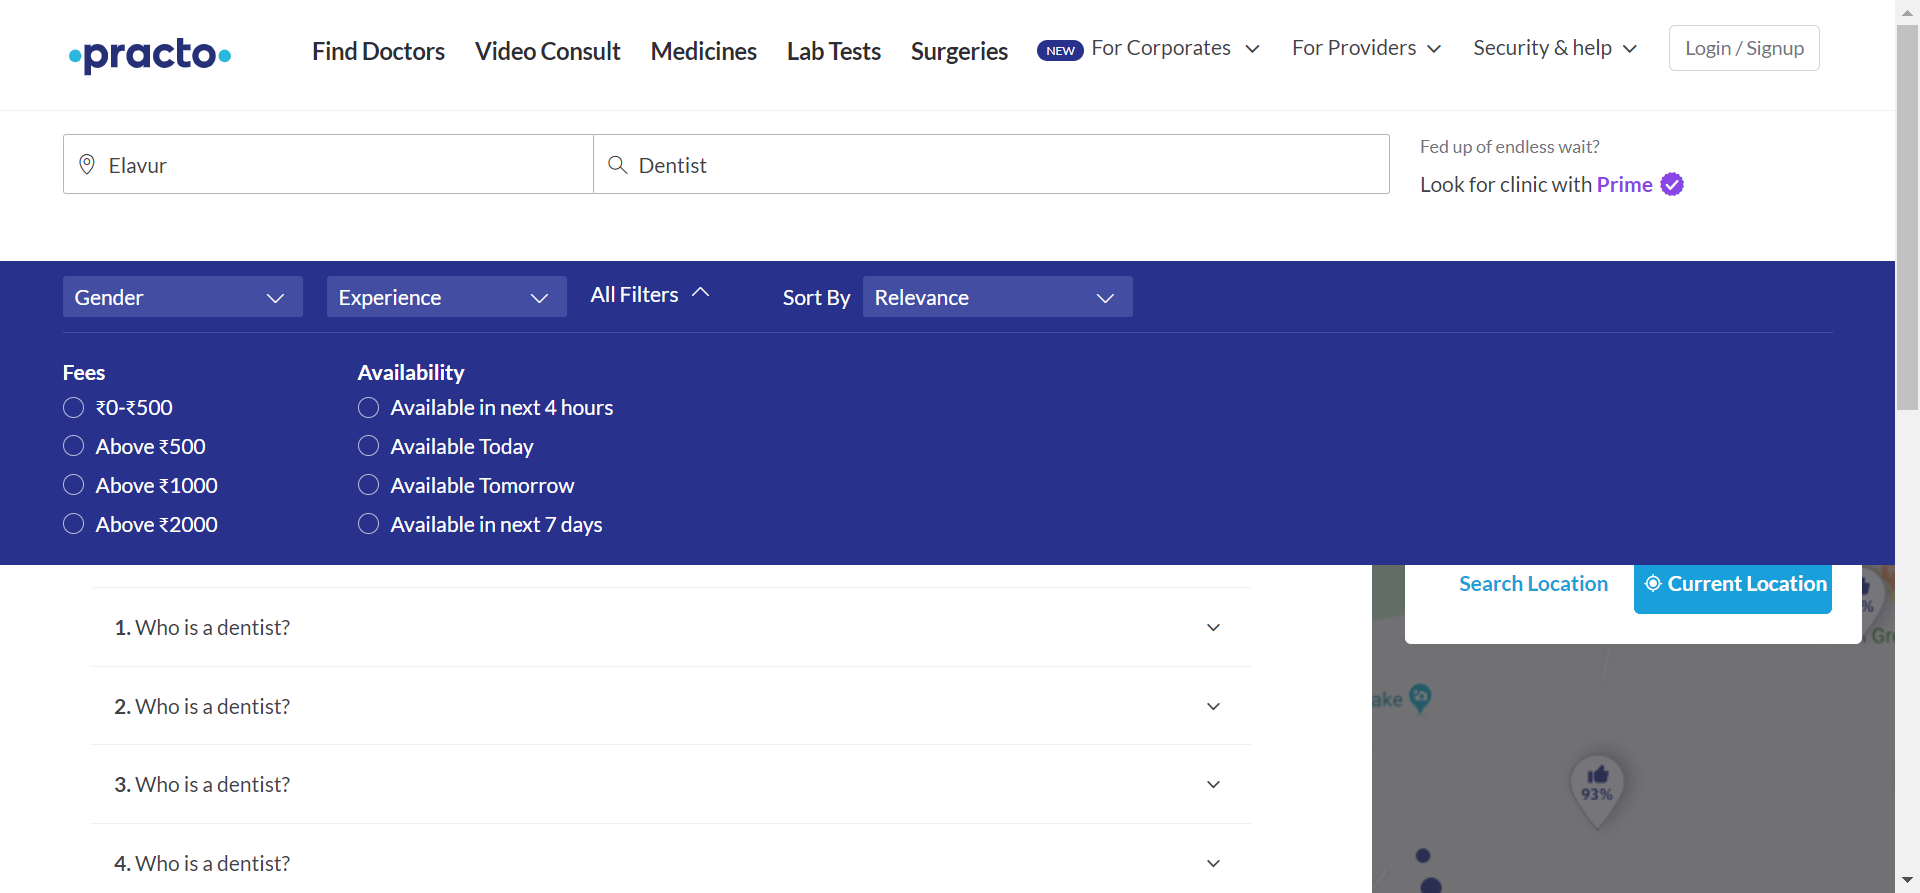 practo
Find Doctors
Video Consult
Medicines
Lab Tests
Surgeries
NEW For Corporates
For Providers
Security & help
Login / Signup
Elavur
Dentist
Fed up of endless wait?
Look for clinic with Prime
Gender
Experience
All Filters
Sort By
Relevance
Fees
₹0-₹500
Above ₹500
Above ₹1000
Above ₹2000
Availability
Available in next 4 hours
Available Today
Available Tomorrow
Available in next 7 days
Search Location
Current Location
1. Who is a dentist?
2. Who is a dentist?
3. Who is a dentist?
4. Who is a dentist?
93%